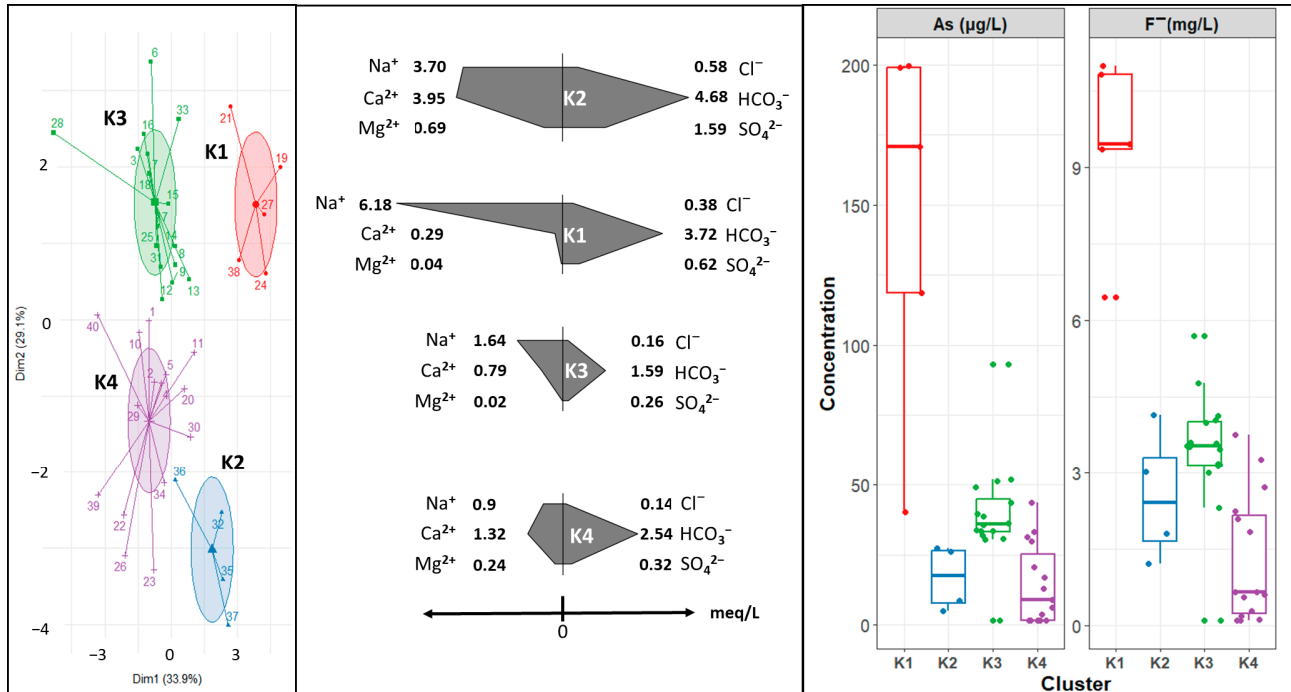 6
33
K3
28
16
21
K1
3
7
19
18
15
27
7
25
14
31
8
38
9
24
12
13
2
0
−2
−4
Dim2 (29.1%)
40
1
10
11
K4
5
2
4
20
29
30
K2
36
34
39
32
22
26
23
35
37
−3
0
3
Dim1 (33.9%)
Na⁺ 3.70 0.58 Cl⁻
Ca²⁺ 3.95 K2 4.68 HCO₃⁻
Mg²⁺ 0.69 1.59 SO₄²⁻
Na⁺ 6.18 0.38 Cl⁻
Ca²⁺ 0.29 K1 3.72 HCO₃⁻
Mg²⁺ 0.04 0.62 SO₄²⁻
Na⁺ 1.64 0.16 Cl⁻
Ca²⁺ 0.79 K3 1.59 HCO₃⁻
Mg²⁺ 0.02 0.26 SO₄²⁻
Na⁺ 0.9 0.14 Cl⁻
Ca²⁺ 1.32 K4 2.54 HCO₃⁻
Mg²⁺ 0.24 0.32 SO₄²⁻
meq/L
0
As (µg/L)
F⁻(mg/L)
Concentration
200
150
100
50
0
9
6
3
0
K1 K2 K3 K4
K1 K2 K3 K4
Cluster